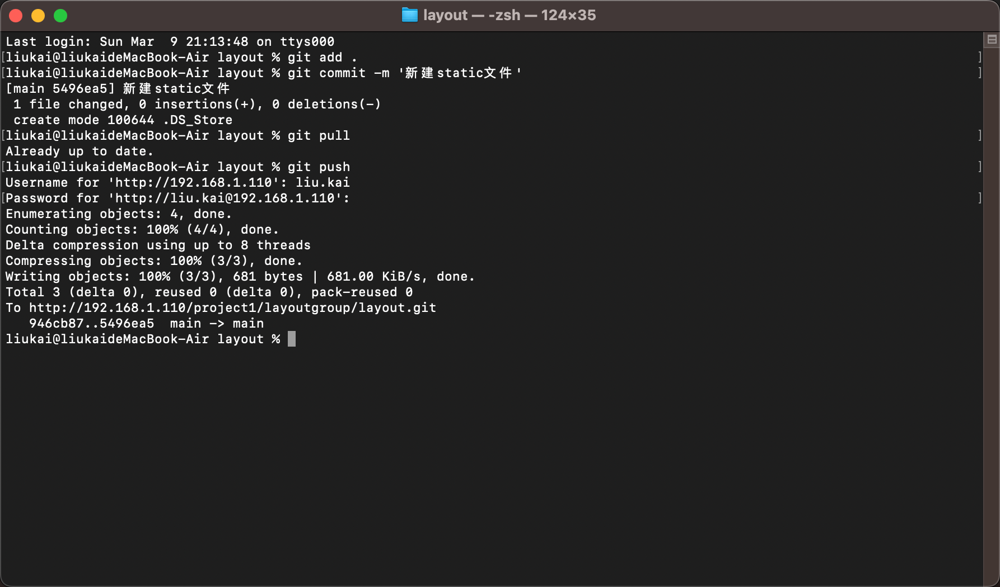 layout — -zsh — 124×35
Last login: Sun Mar  9 21:13:48 on ttys000
[liukai@liukaideMacBook-Air layout % git add .]
[liukai@liukaideMacBook-Air layout % git commit -m '新建static文件']
[main 5496ea5] 新建static文件
 1 file changed, 0 insertions(+), 0 deletions(-)
 create mode 100644 .DS_Store
[liukai@liukaideMacBook-Air layout % git pull]
Already up to date.
[liukai@liukaideMacBook-Air layout % git push]
Username for 'http://192.168.1.110': liu.kai
[Password for 'http://liu.kai@192.168.1.110':]
Enumerating objects: 4, done.
Counting objects: 100% (4/4), done.
Delta compression using up to 8 threads
Compressing objects: 100% (3/3), done.
Writing objects: 100% (3/3), 681 bytes | 681.00 KiB/s, done.
Total 3 (delta 0), reused 0 (delta 0), pack-reused 0
To http://192.168.1.110/project1/layoutgroup/layout.git
   946cb87..5496ea5  main -> main
liukai@liukaideMacBook-Air layout %